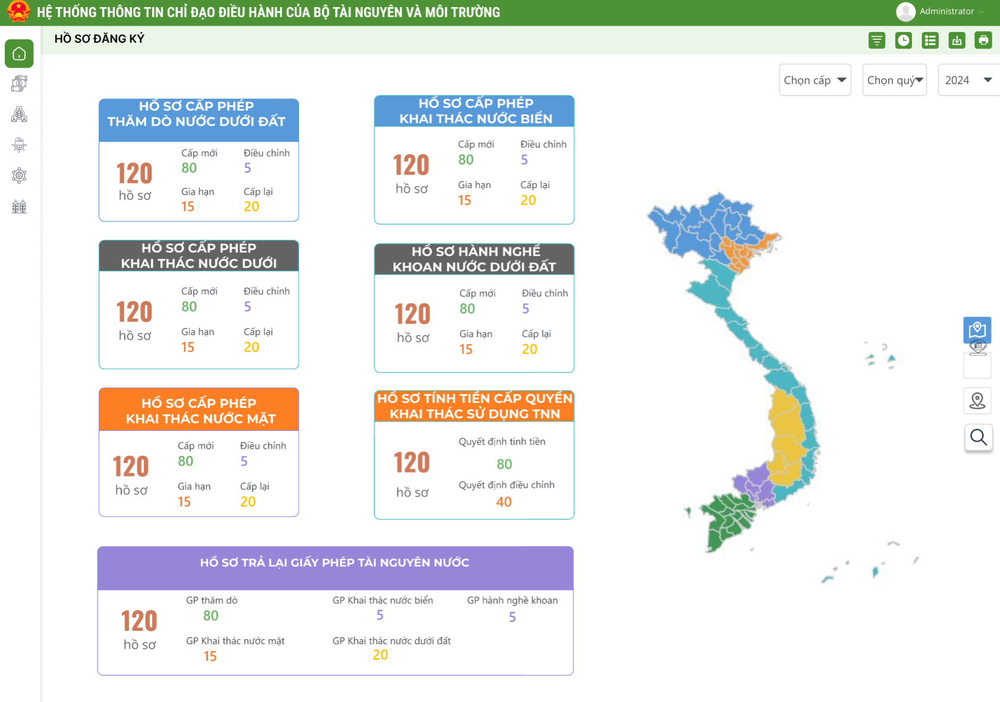 HỆ THỐNG THÔNG TIN CHỈ ĐẠO ĐIỀU HÀNH CỦA BỘ TÀI NGUYÊN VÀ MÔI TRƯỜNG
Administrator
HỒ SƠ ĐĂNG KÝ
Chọn cấp
Chọn quý
2024
HỒ SƠ CẤP PHÉP
THĂM DÒ NƯỚC DƯỚI ĐẤT
120
hồ sơ
Cấp mới
80
Điều chỉnh
5
Gia hạn
15
Cấp lại
20
HỒ SƠ CẤP PHÉP
KHAI THÁC NƯỚC BIỂN
120
hồ sơ
Cấp mới
80
Điều chỉnh
5
Gia hạn
15
Cấp lại
20
HỒ SƠ CẤP PHÉP
KHAI THÁC NƯỚC DƯỚI
120
hồ sơ
Cấp mới
80
Điều chỉnh
5
Gia hạn
15
Cấp lại
20
HỒ SƠ HÀNH NGHỀ
KHOAN NƯỚC DƯỚI ĐẤT
120
hồ sơ
Cấp mới
80
Điều chỉnh
5
Gia hạn
15
Cấp lại
20
HỒ SƠ CẤP PHÉP
KHAI THÁC NƯỚC MẶT
120
hồ sơ
Cấp mới
80
Điều chỉnh
5
Gia hạn
15
Cấp lại
20
HỒ SƠ TÍNH TIỀN CẤP QUYỀN
KHAI THÁC SỬ DỤNG TNN
120
hồ sơ
Quyết định tính tiền
80
Quyết định điều chỉnh
40
HỒ SƠ TRẢ LẠI GIẤY PHÉP TÀI NGUYÊN NƯỚC
120
hồ sơ
GP thăm dò
80
GP Khai thác nước biển
5
GP hành nghề khoan
5
GP Khai thác nước mặt
15
GP Khai thác nước dưới đất
20